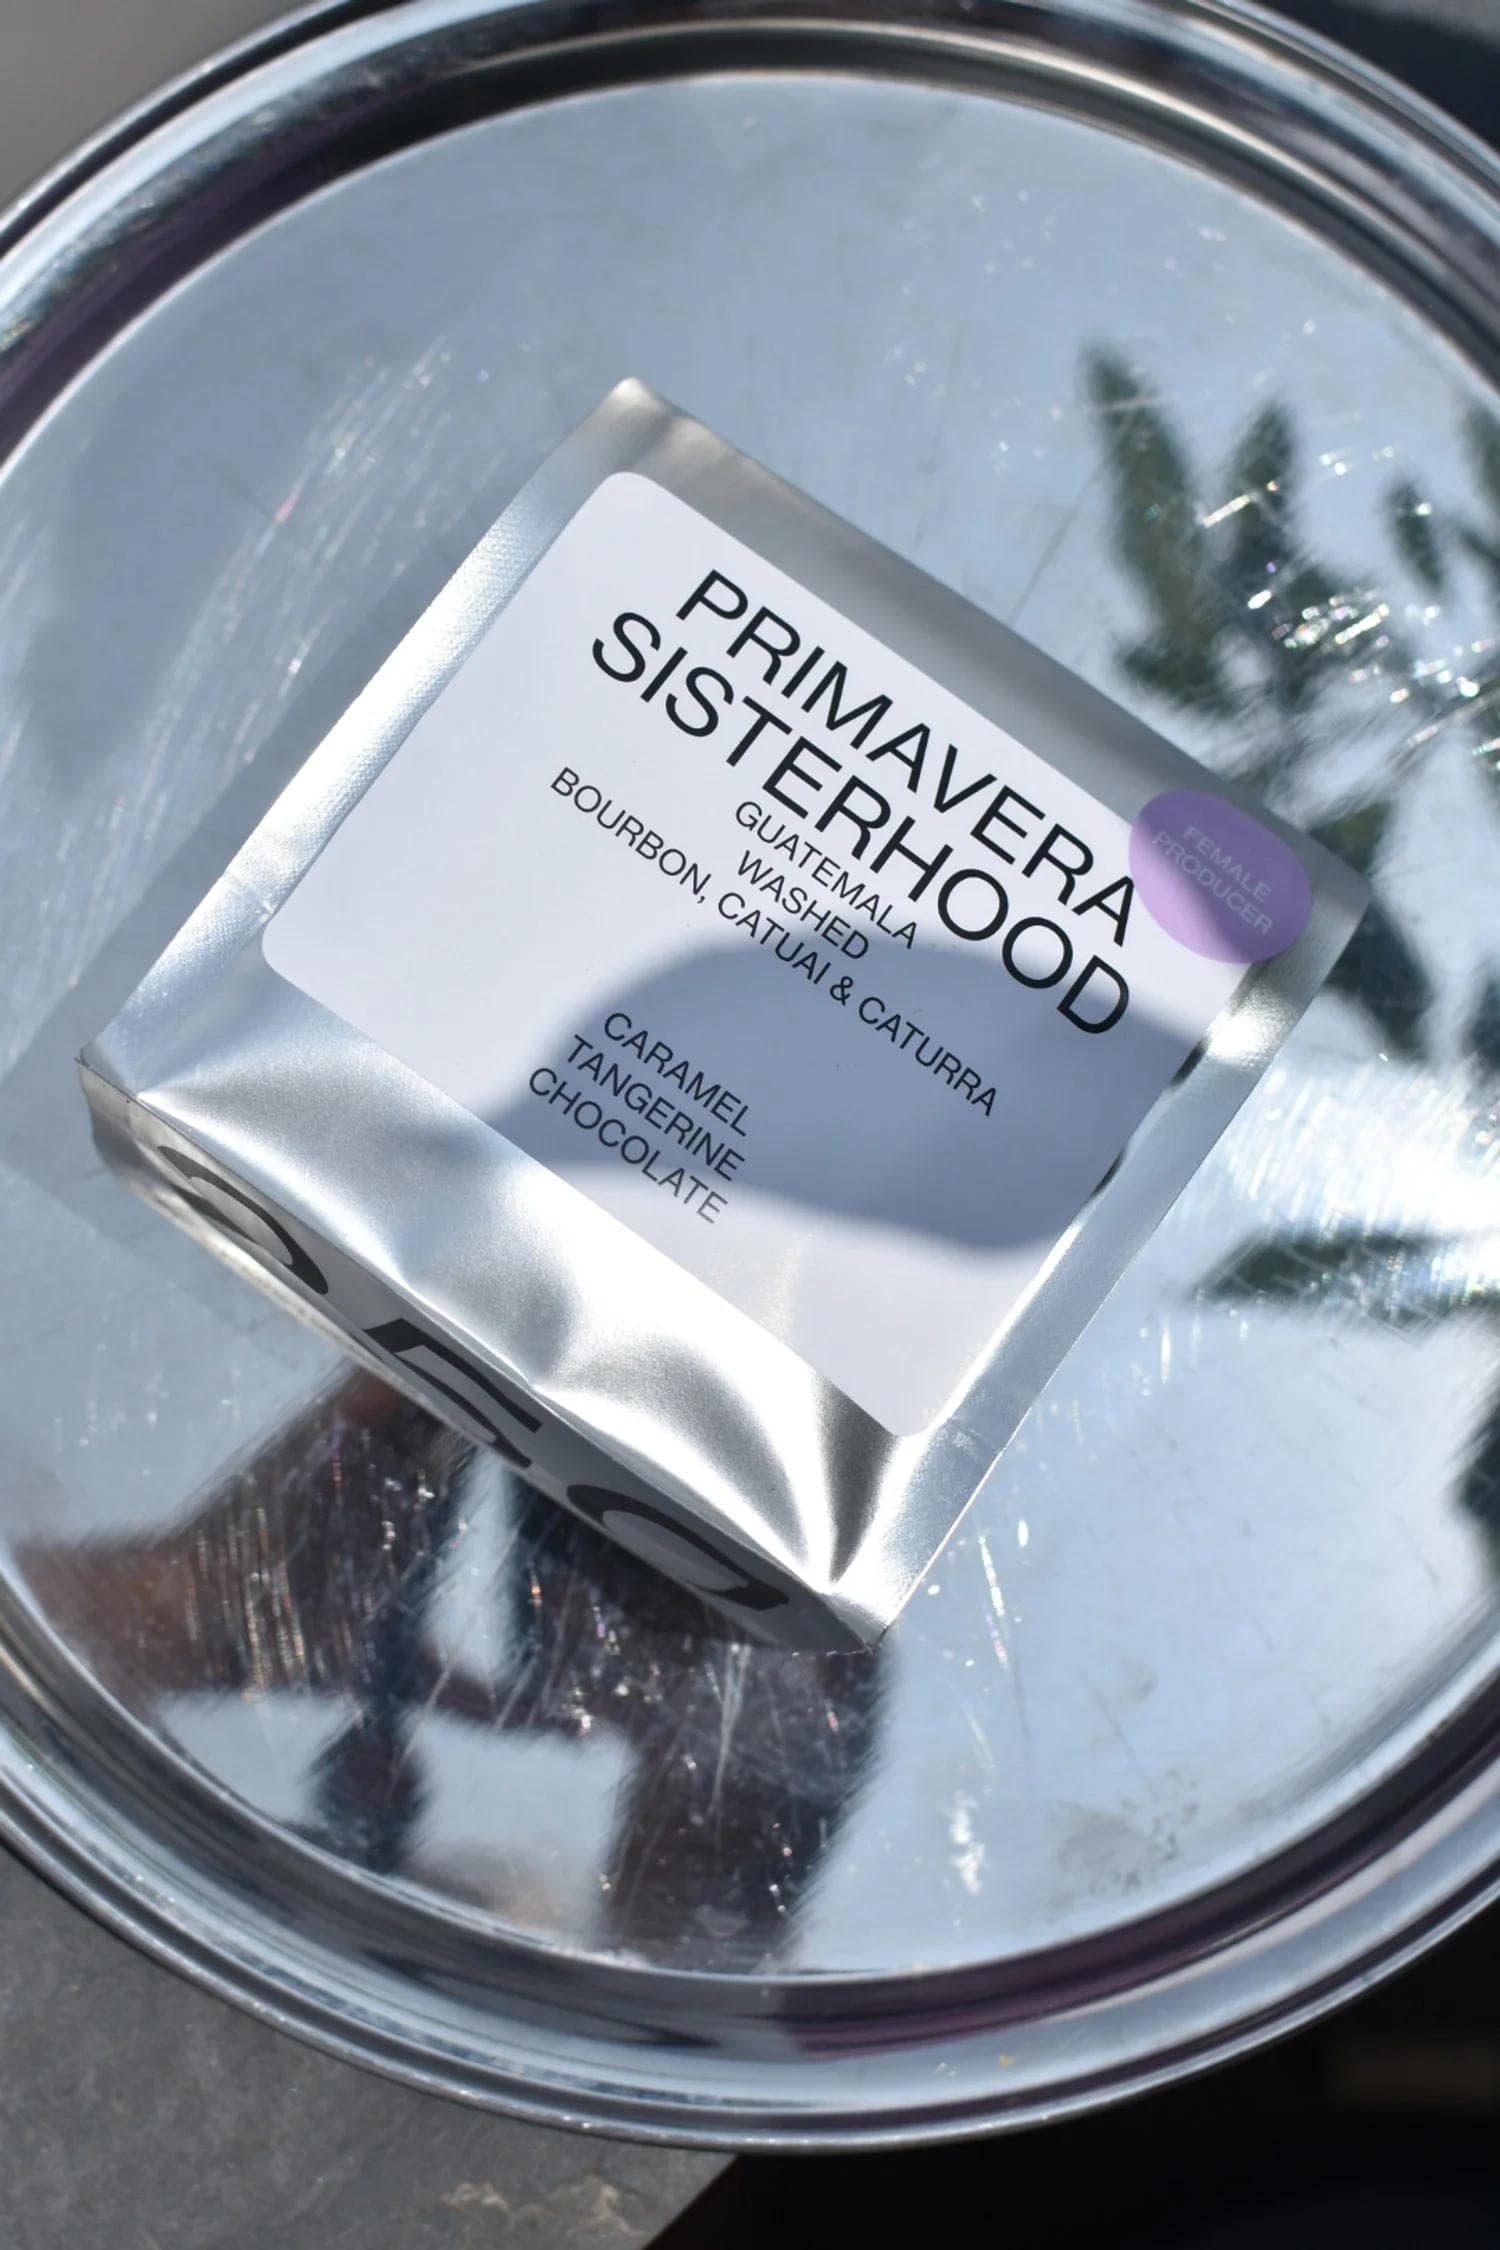 PRIMAVERA
SISTERHOOD
GUATEMALA
WASHED
BOURBON, CATUAI & CATURRA
CARAMEL
TANGERINE
CHOCOLATE
FEMALE
PRODUCER